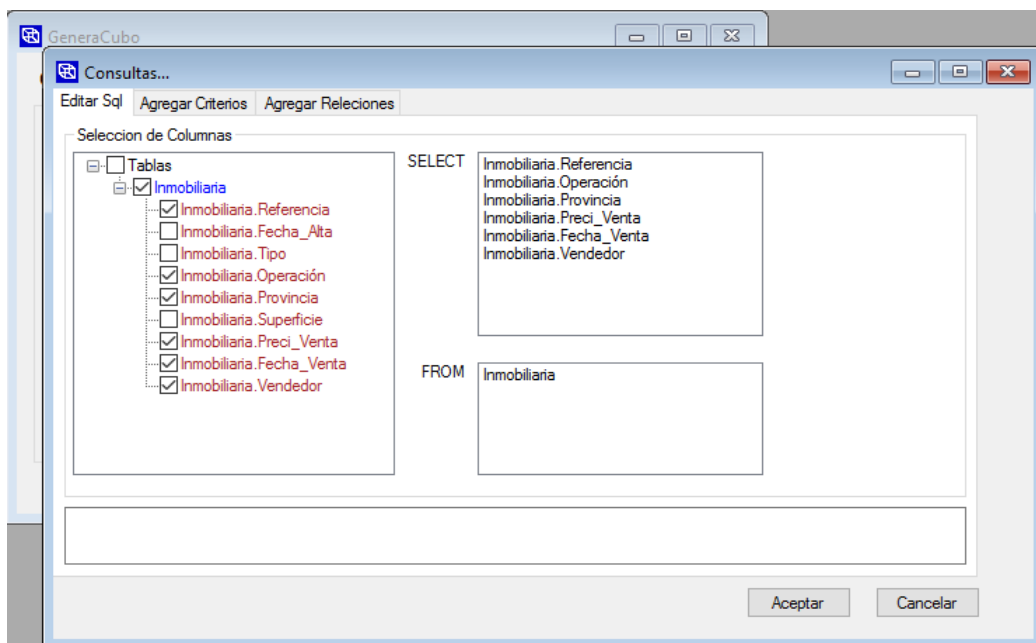 GeneraCubo
Consultas...
Editar Sql Agregar Criterios Agregar Releciones
Seleccion de Columnas
Tablas
Inmobiliaria
Inmobiliaria.Referencia
Inmobiliaria.Fecha_Alta
Inmobiliaria.Tipo
Inmobiliaria.Operación
Inmobiliaria.Provincia
Inmobiliaria.Superficie
Inmobiliaria.Preci_Venta
Inmobiliaria.Fecha_Venta
Inmobiliaria.Vendedor
SELECT
Inmobiliaria.Referencia
Inmobiliaria.Operación
Inmobiliaria.Provincia
Inmobiliaria.Preci_Venta
Inmobiliaria.Fecha_Venta
Inmobiliaria.Vendedor
FROM
Inmobiliaria
Aceptar Cancelar